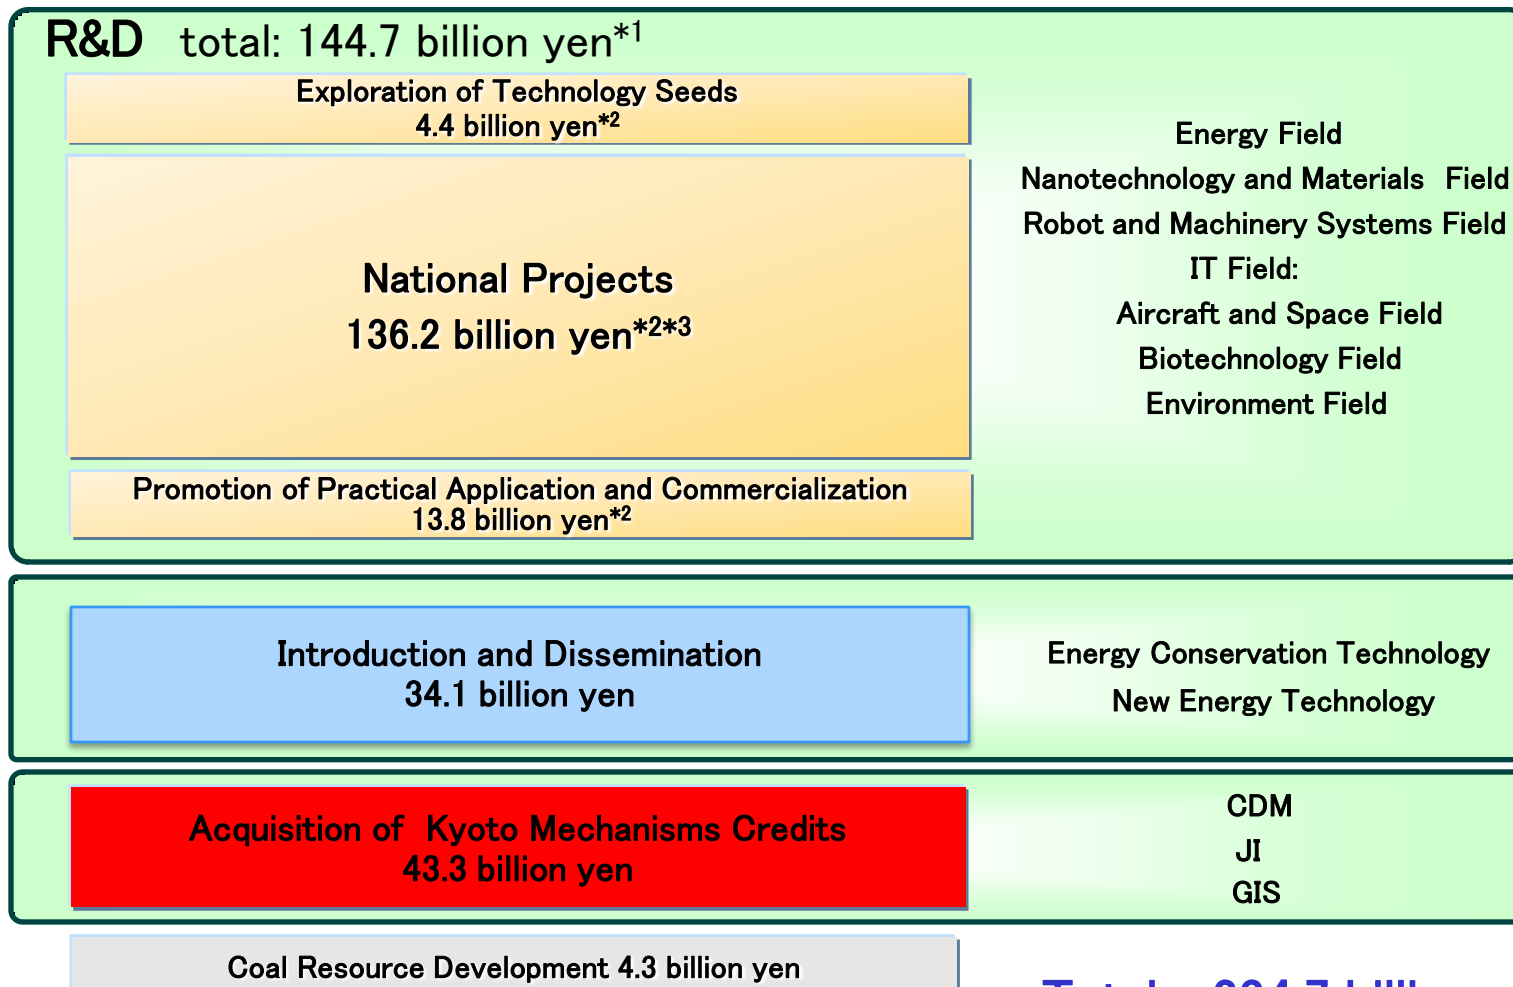 R&D total: 144.7 billion yen*1
Exploration of Technology Seeds
4.4 billion yen*2
National Projects
136.2 billion yen*2*3
Promotion of Practical Application and Commercialization
13.8 billion yen*2
Energy Field
Nanotechnology and Materials Field
Robot and Machinery Systems Field
IT Field:
Aircraft and Space Field
Biotechnology Field
Environment Field
Introduction and Dissemination
34.1 billion yen
Energy Conservation Technology
New Energy Technology
Acquisition of Kyoto Mechanisms Credits
43.3 billion yen
CDM
JI
GIS
Coal Resource Development 4.3 billion yen